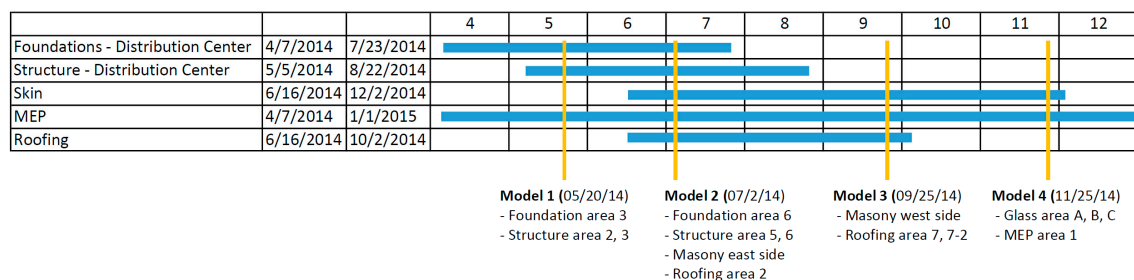 4 5 6 7 8 9 10 11 12
Foundations - Distribution Center 4/7/2014 7/23/2014
Structure - Distribution Center 5/5/2014 8/22/2014
Skin 6/16/2014 12/2/2014
MEP 4/7/2014 1/1/2015
Roofing 6/16/2014 10/2/2014
Model 1 (05/20/14)
- Foundation area 3
- Structure area 2, 3
Model 2 (07/2/14)
- Foundation area 6
- Structure area 5, 6
- Masony east side
- Roofing area 2
Model 3 (09/25/14)
- Masony west side
- Roofing area 7, 7-2
Model 4 (11/25/14)
- Glass area A, B, C
- MEP area 1